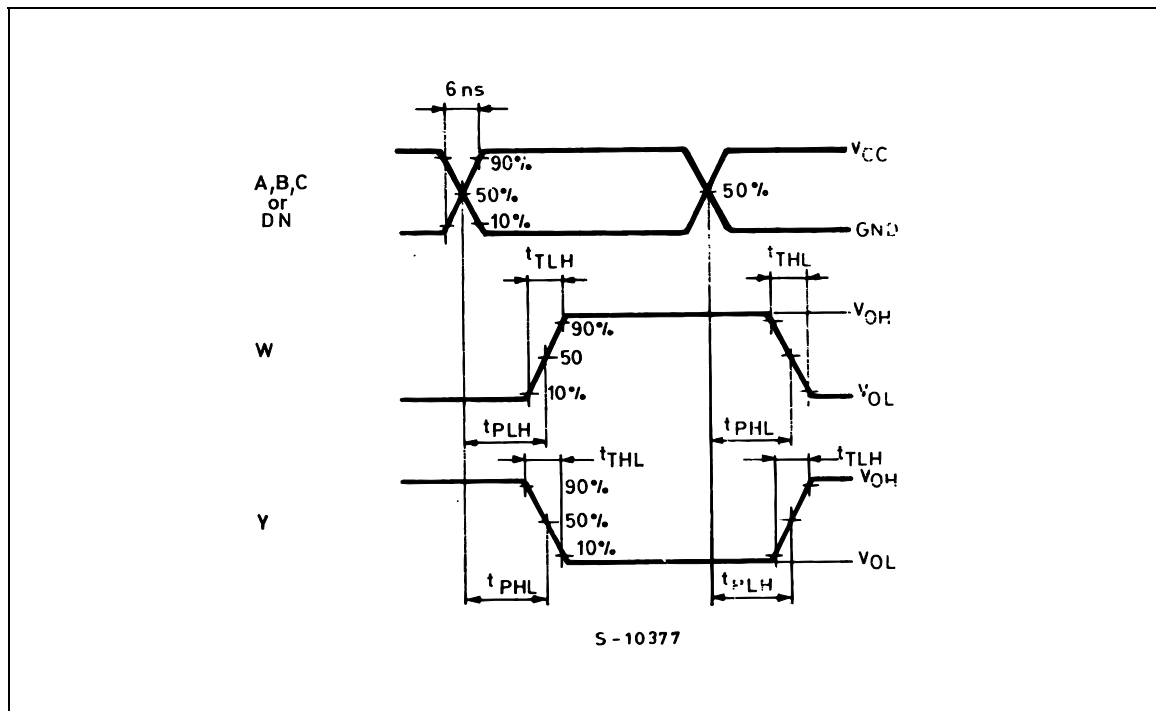 6 ns
VCC
90%
A,B,C
or
DN
50%
50%
10%
GND
tTLH
tTHL
VOH
90%
W
50
10%
VOL
tPLH
tPHL
tTHL
tTLH
VOH
90%
Y
50%
10%
VOL
tPHL
tPLH
S-10377